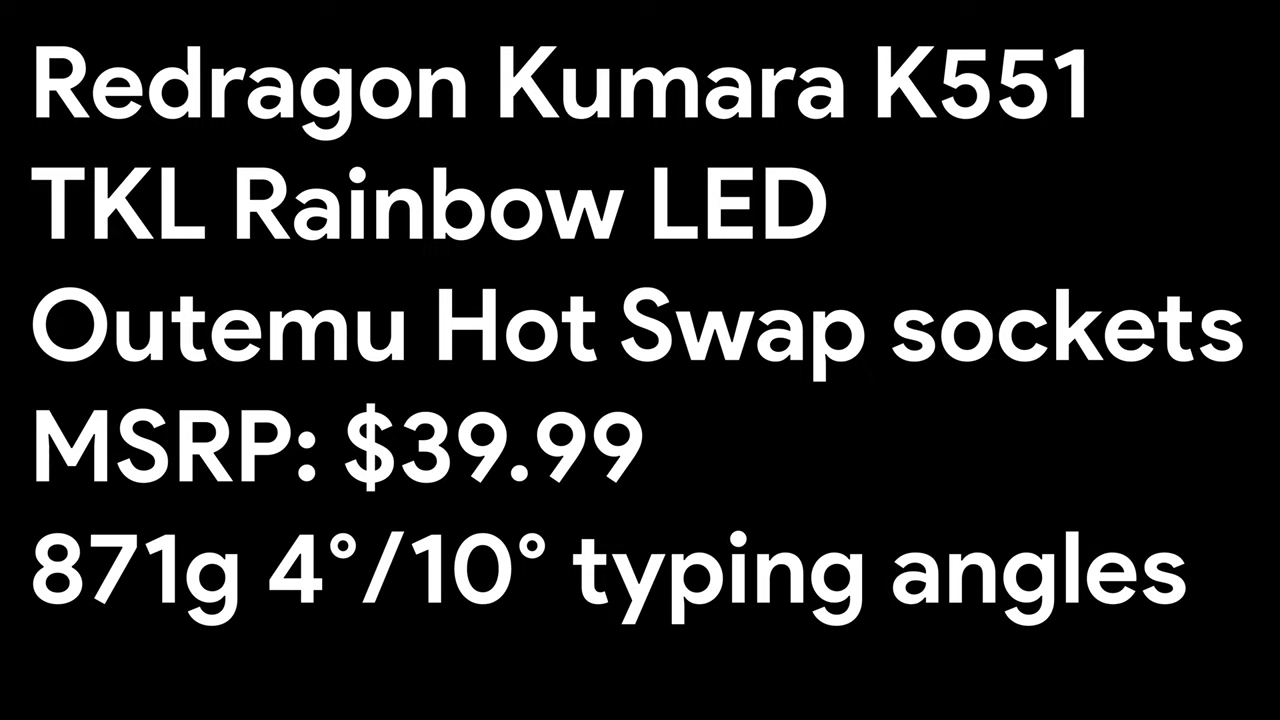 Redragon Kumara K551
TKL Rainbow LED
Outemu Hot Swap sockets
MSRP: $39.99
871g 4°/10° typing angles